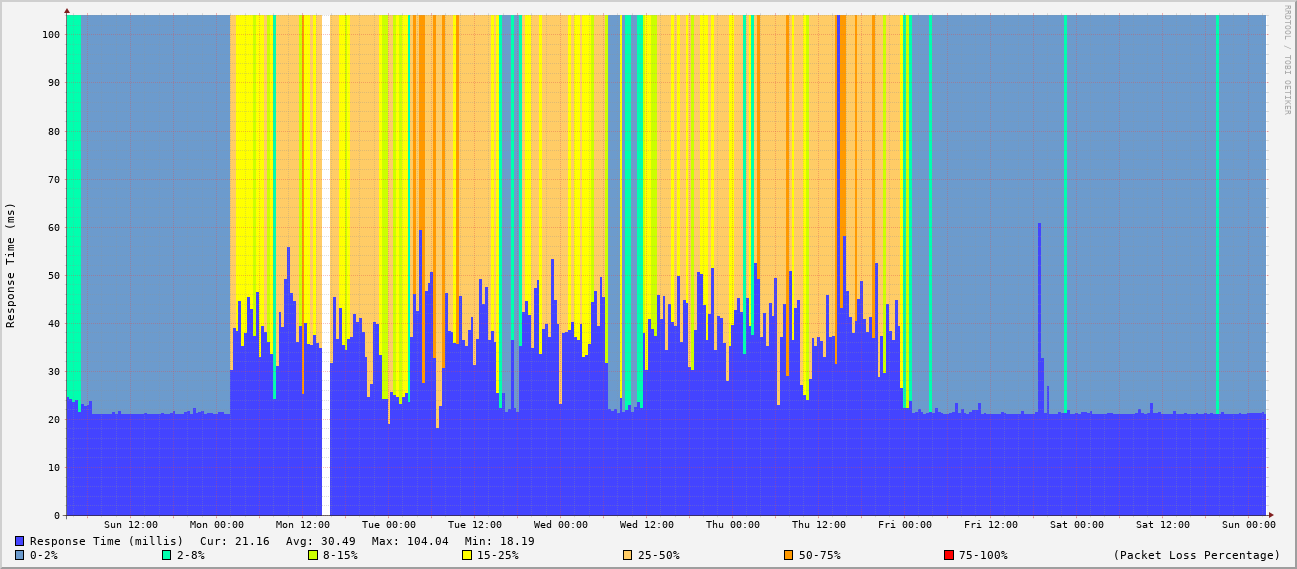 RRDTOOL / TOBI OETIKER
Response Time (ms)
100
90
80
70
60
50
40
30
20
10
0
Sun 12:00 Mon 00:00 Mon 12:00 Tue 00:00 Tue 12:00 Wed 00:00 Wed 12:00 Thu 00:00 Thu 12:00 Fri 00:00 Fri 12:00 Sat 00:00 Sat 12:00 Sun 00:00
Response Time (millis) Cur: 21.16 Avg: 30.49 Max: 104.04 Min: 18.19
0-2% 2-8% 8-15% 15-25% 25-50% 50-75% 75-100% (Packet Loss Percentage)